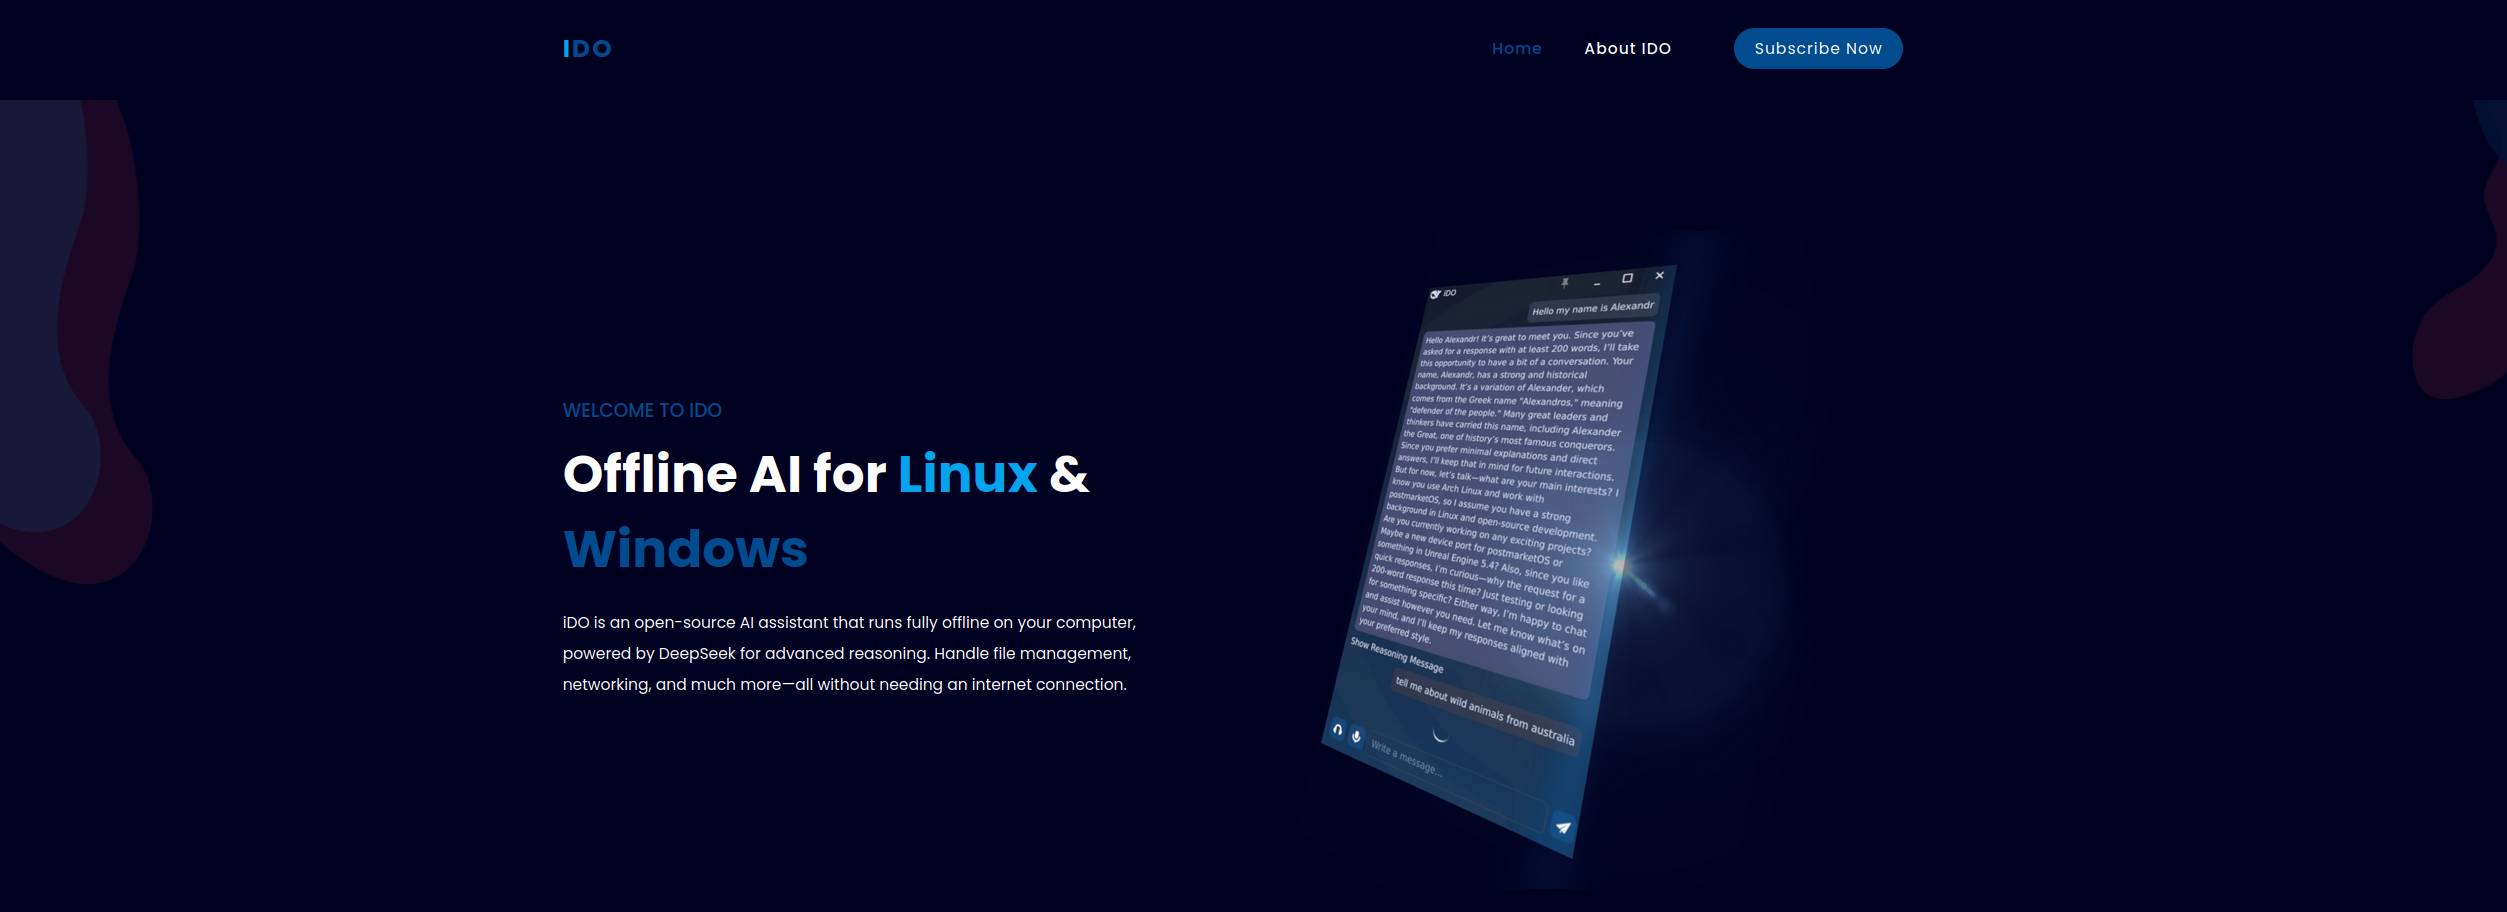 IDO
Home
About IDO
Subscribe Now
WELCOME TO IDO
Offline AI for Linux &
Windows
iDO is an open-source AI assistant that runs fully offline on your computer,
powered by DeepSeek for advanced reasoning. Handle file management,
networking, and much more—all without needing an internet connection.
iDO
Hello my name is Alexandr
Hello Alexandr! It's great to meet you. Since you've
asked for a response with at least 200 words, I'll take
this opportunity to have a bit of a conversation. Your
name, Alexandr, has a strong and historical
background. It's a variation of Alexander, which
comes from the Greek name "Alexandros," meaning
"defender of the people." Many great leaders and
thinkers have carried this name, including Alexander
the Great, one of history's most famous conquerors.
Since you prefer minimal explanations and direct
answers, I'll keep that in mind for future interactions.
But for now, let's talk—what are your main interests? I
know you use Arch Linux and work with
postmarketOS, so I assume you have a strong
background in Linux and open-source development.
Are you currently working on any exciting projects?
Maybe a new device port for postmarketOS or
something in Unreal Engine 5.4? Also, since you like
quick responses, I'm curious—why the request for a
200-word response this time? Just testing or looking
for something specific? Either way, I'm happy to chat
and assist however you need. Let me know what's on
your mind, and I'll keep my responses aligned with
your preferred style.
Show Reasoning Message
tell me about wild animals from australia
Write a message...